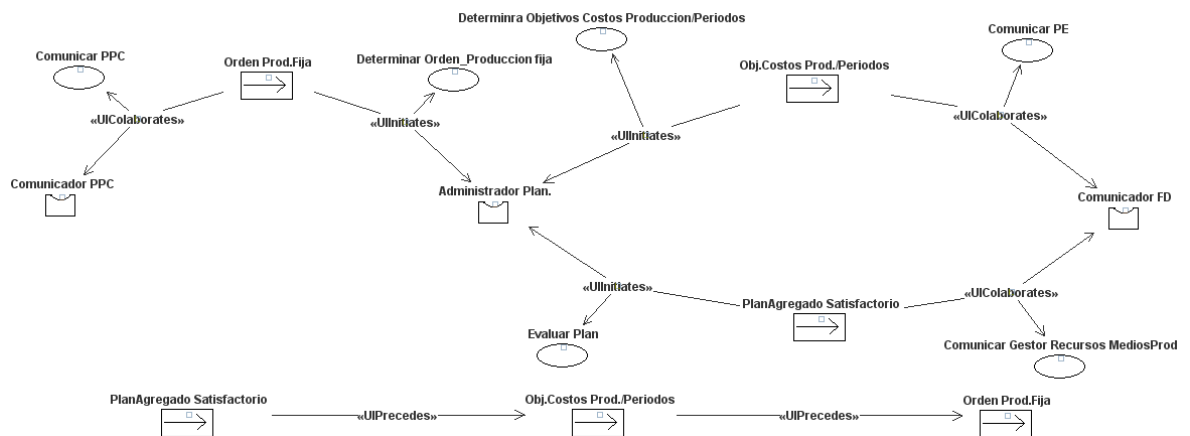 Determinra Objetivos Costos Produccion/Periodos
Comunicar PE
Comunicar PPC
Orden Prod.Fija
Determinar Orden_Produccion fija
Obj.Costos Prod./Periodos
«UIColaborates»
«UIInitiates»
«UIInitiates»
«UIColaborates»
Comunicador PPC
Administrador Plan.
Comunicador FD
«UIInitiates»
«UIColaborates»
PlanAgregado Satisfactorio
Evaluar Plan
Comunicar Gestor Recursos MediosProd
PlanAgregado Satisfactorio
«UIPrecedes»
Obj.Costos Prod./Periodos
«UIPrecedes»
Orden Prod.Fija